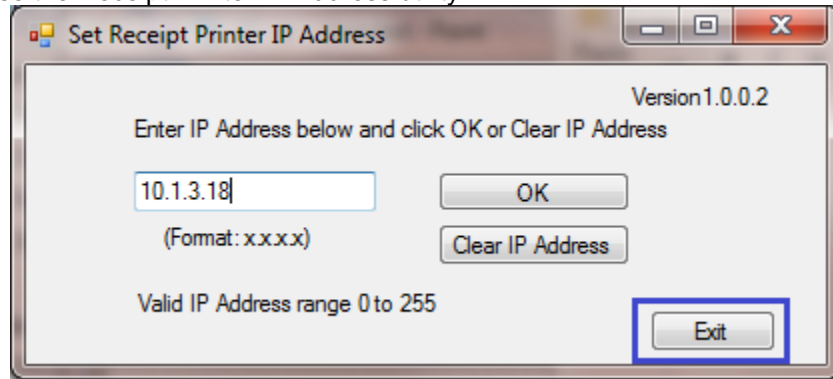 Set Receipt Printer IP Address
Version1.0.0.2
Enter IP Address below and click OK or Clear IP Address
10.1.3.18
OK
(Format: x.x.x.x)
Clear IP Address
Valid IP Address range 0 to 255
Exit